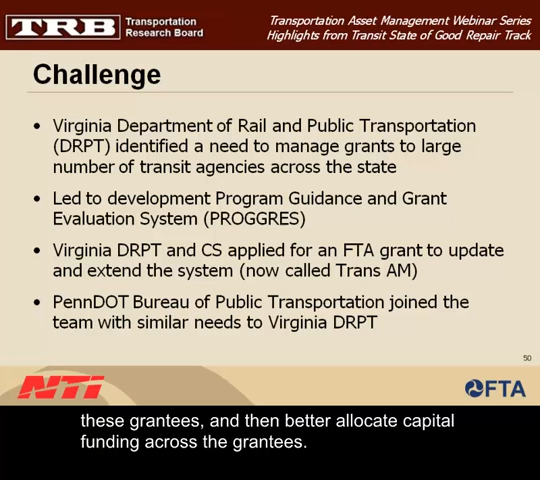 TRB Transportation Research Board
Transportation Asset Management Webinar Series
Highlights from Transit State of Good Repair Track
Challenge
• Virginia Department of Rail and Public Transportation
(DRPT) identified a need to manage grants to large
number of transit agencies across the state
• Led to development Program Guidance and Grant
Evaluation System (PROGGRES)
• Virginia DRPT and CS applied for an FTA grant to update
and extend the system (now called Trans AM)
• PennDOT Bureau of Public Transportation joined the
team with similar needs to Virginia DRPT
50
NTI
FTA
these grantees, and then better allocate capital
funding across the grantees.